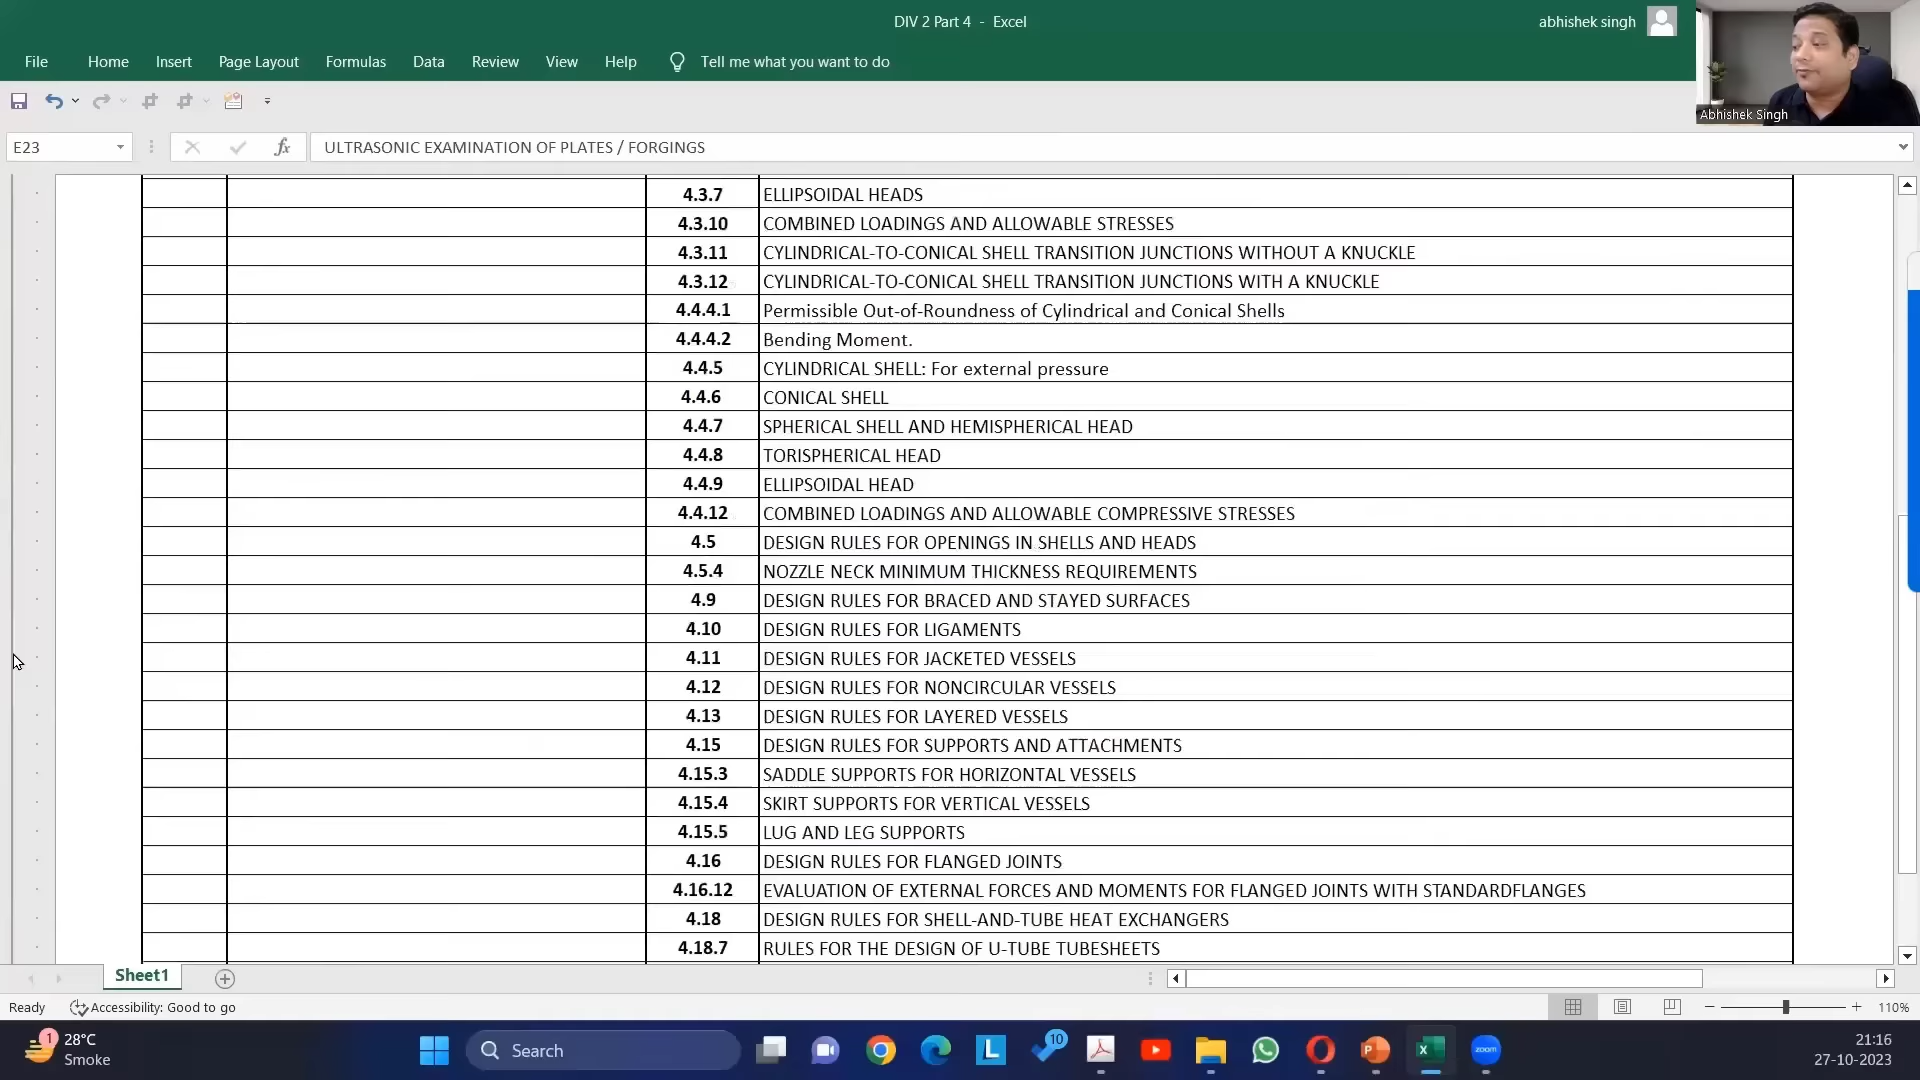 DIV 2 Part 4 - Excel
abhishek singh
File Home Insert Page Layout Formulas Data Review View Help Tell me what you want to do
Abhishek Singh
E23 fx ULTRASONIC EXAMINATION OF PLATES / FORGINGS
4.3.7 ELLIPSOIDAL HEADS
4.3.10 COMBINED LOADINGS AND ALLOWABLE STRESSES
4.3.11 CYLINDRICAL-TO-CONICAL SHELL TRANSITION JUNCTIONS WITHOUT A KNUCKLE
4.3.12 CYLINDRICAL-TO-CONICAL SHELL TRANSITION JUNCTIONS WITH A KNUCKLE
4.4.4.1 Permissible Out-of-Roundness of Cylindrical and Conical Shells
4.4.4.2 Bending Moment.
4.4.5 CYLINDRICAL SHELL: For external pressure
4.4.6 CONICAL SHELL
4.4.7 SPHERICAL SHELL AND HEMISPHERICAL HEAD
4.4.8 TORISPHERICAL HEAD
4.4.9 ELLIPSOIDAL HEAD
4.4.12 COMBINED LOADINGS AND ALLOWABLE COMPRESSIVE STRESSES
4.5 DESIGN RULES FOR OPENINGS IN SHELLS AND HEADS
4.5.4 NOZZLE NECK MINIMUM THICKNESS REQUIREMENTS
4.9 DESIGN RULES FOR BRACED AND STAYED SURFACES
4.10 DESIGN RULES FOR LIGAMENTS
4.11 DESIGN RULES FOR JACKETED VESSELS
4.12 DESIGN RULES FOR NONCIRCULAR VESSELS
4.13 DESIGN RULES FOR LAYERED VESSELS
4.15 DESIGN RULES FOR SUPPORTS AND ATTACHMENTS
4.15.3 SADDLE SUPPORTS FOR HORIZONTAL VESSELS
4.15.4 SKIRT SUPPORTS FOR VERTICAL VESSELS
4.15.5 LUG AND LEG SUPPORTS
4.16 DESIGN RULES FOR FLANGED JOINTS
4.16.12 EVALUATION OF EXTERNAL FORCES AND MOMENTS FOR FLANGED JOINTS WITH STANDARDFLANGES
4.18 DESIGN RULES FOR SHELL-AND-TUBE HEAT EXCHANGERS
4.18.7 RULES FOR THE DESIGN OF U-TUBE TUBESHEETS
Sheet1
Ready Accessibility: Good to go 110%
1 28°C
Smoke
Search
L
10
zoom
21:16
27-10-2023